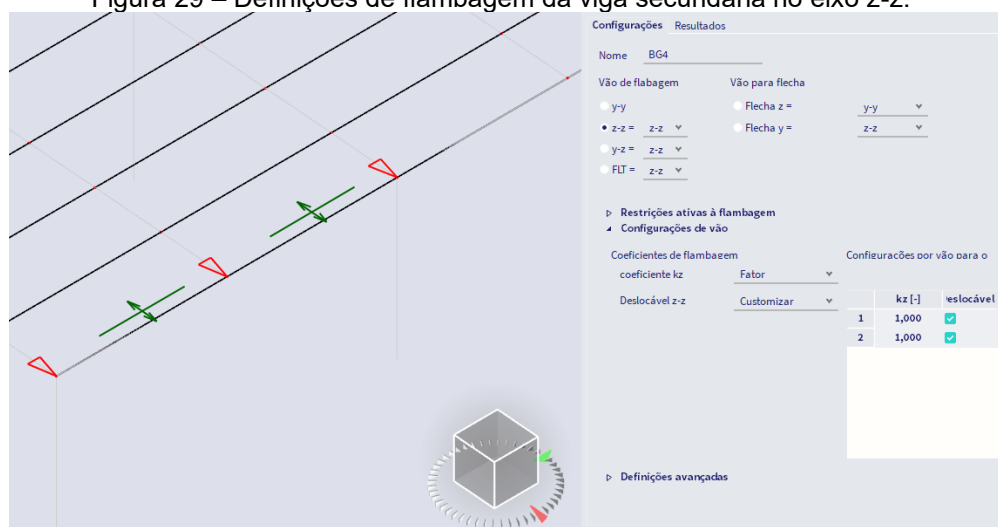 Figura 29 – Definições de flambagem da viga secundária no eixo z-z.
Configurações Resultados
Nome BG4
Vão de flabagem Vão para flecha
y-y Flecha z = y-y
z-z = z-z Flecha y = z-z
y-z = z-z
FLT = z-z
Restrições ativas à flambagem
Configurações de vão
Coeficientes de flambagem Configurações por vão para o
coeficiente kz Fator
Deslocável z-z Customizar
kz [-] eslocável
1 1,000
2 1,000
Definições avançadas